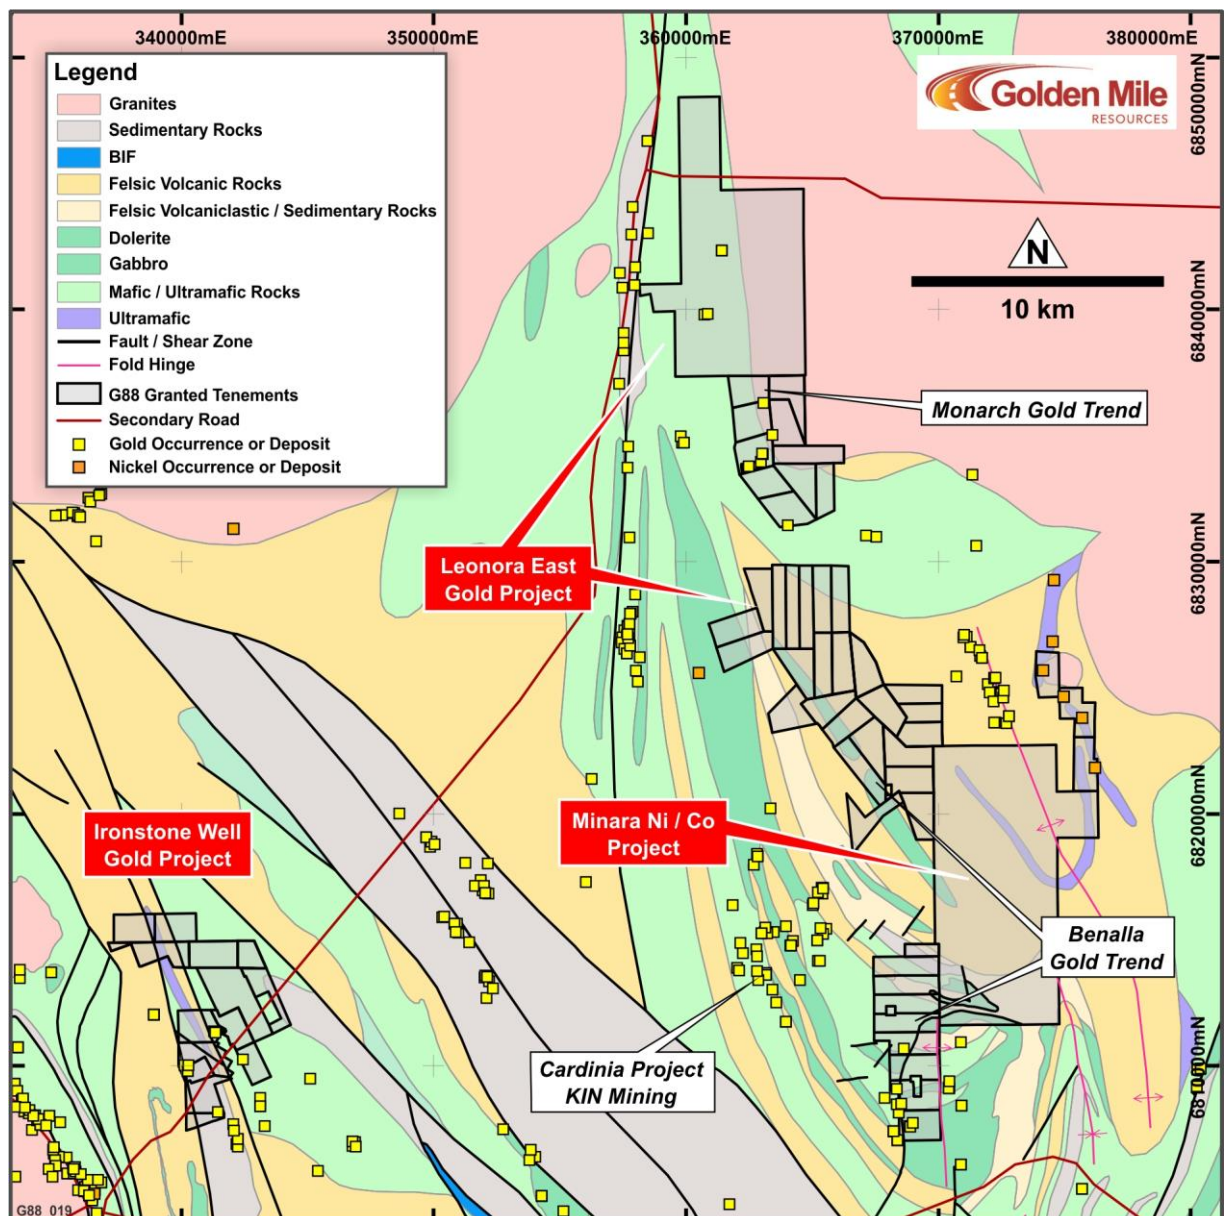 340000mE
350000mE
360000mE
370000mE
380000mE
Legend
Granites
Sedimentary Rocks
BIF
Felsic Volcanic Rocks
Felsic Volcaniclastic / Sedimentary Rocks
Dolerite
Gabbro
Mafic / Ultramafic Rocks
Ultramafic
Fault / Shear Zone
Fold Hinge
G88 Granted Tenements
Secondary Road
Gold Occurrence or Deposit
Nickel Occurrence or Deposit
Golden Mile
RESOURCES
6850000mN
N
10 km
6840000mN
Monarch Gold Trend
Leonora East
Gold Project
6830000mN
Minara Ni / Co
Project
Ironstone Well
Gold Project
6820000mN
Benalla
Gold Trend
Cardinia Project
KIN Mining
6810000mN
G88_019